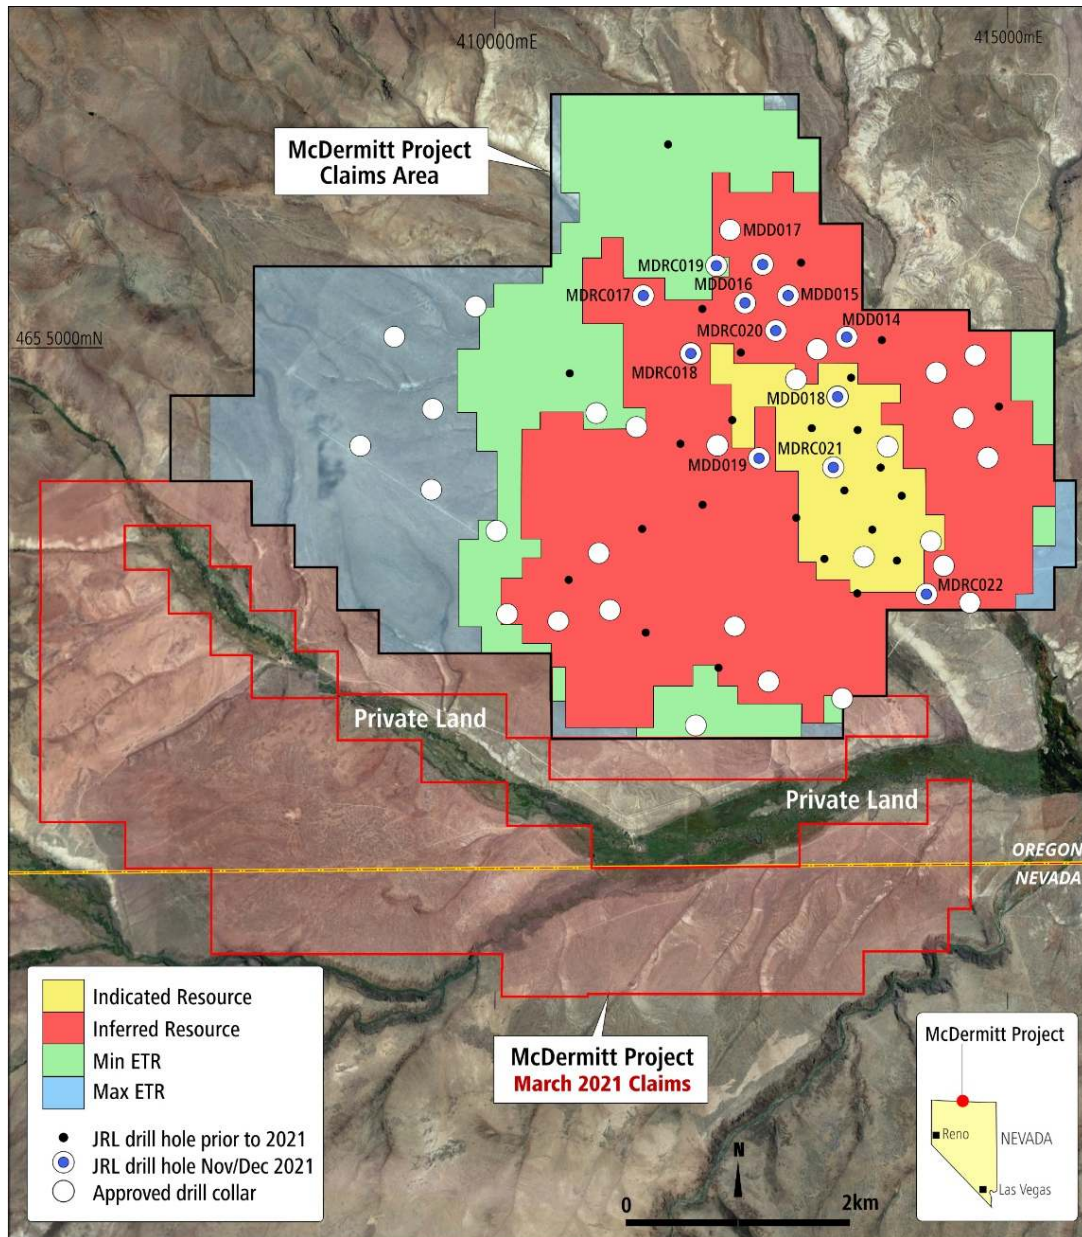 410000mE
415000mE
McDermitt Project
Claims Area
MDD017
MDRC019
MDD016
MDRC017
MDD015
465 5000mN
MDRC020
MDD014
MDRC018
MDD018
MDRC021
MDD019
MDRC022
Private Land
Private Land
OREGON
NEVADA
Indicated Resource
Inferred Resource
Min ETR
Max ETR
JRL drill hole prior to 2021
JRL drill hole Nov/Dec 2021
Approved drill collar
McDermitt Project
March 2021 Claims
N
0
2km
McDermitt Project
Reno
NEVADA
Las Vegas